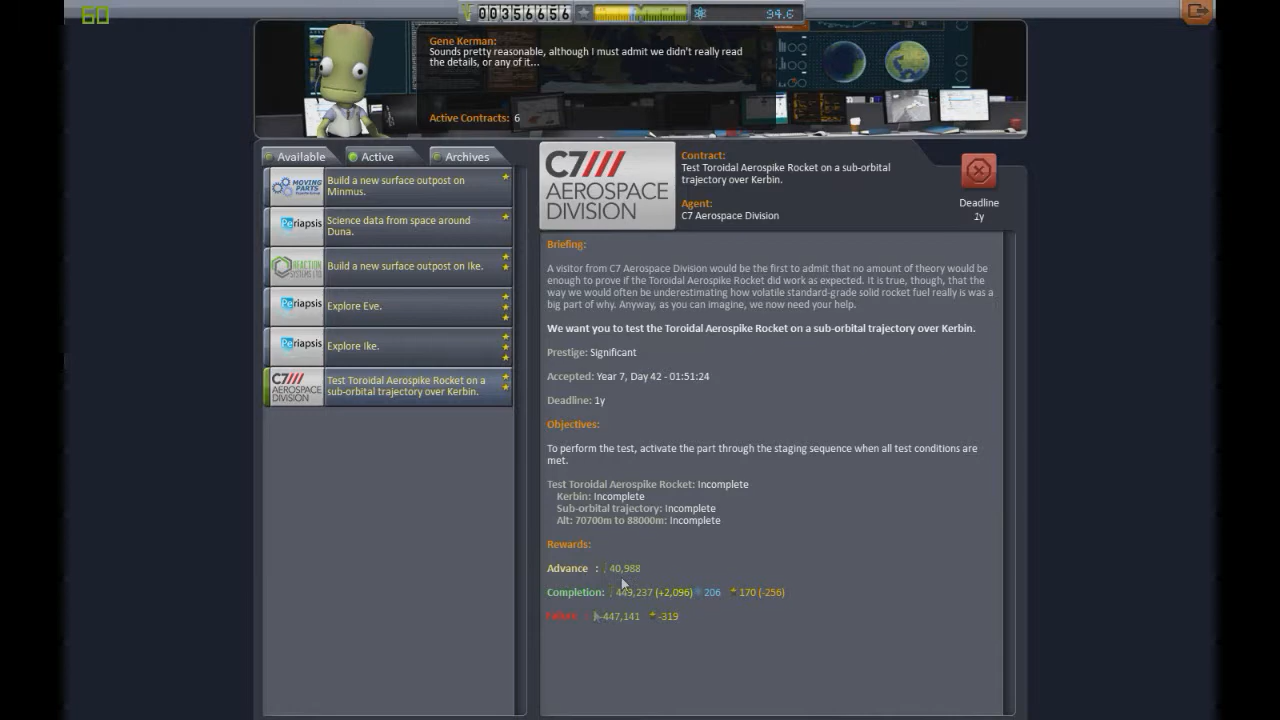 60
00356656
94.6
Gene Kerman:
Sounds pretty reasonable, although I must admit we didn't really read
the details, or any of it...
Active Contracts: 6
Available
Active
Archives
MOVING
PARTS
Build a new surface outpost on
Minmus.
Periapsis
Science data from space around
Duna.
REACTION
SYSTEMS LTD
Build a new surface outpost on Ike.
Periapsis
Explore Eve.
Periapsis
Explore Ike.
C7///
AEROSPACE
DIVISION
Test Toroidal Aerospike Rocket on a
sub-orbital trajectory over Kerbin.
C7///
AEROSPACE
DIVISION
Contract:
Test Toroidal Aerospike Rocket on a sub-orbital
trajectory over Kerbin.
Agent:
C7 Aerospace Division
Deadline
1y
Briefing:
A visitor from C7 Aerospace Division would be the first to admit that no amount of theory would be
enough to prove if the Toroidal Aerospike Rocket did work as expected. It is true, though, that the
way we would often be underestimating how volatile standard-grade solid rocket fuel really is was a
big part of why. Anyway, as you can imagine, we now need your help.
We want you to test the Toroidal Aerospike Rocket on a sub-orbital trajectory over Kerbin.
Prestige: Significant
Accepted: Year 7, Day 42 - 01:51:24
Deadline: 1y
Objectives:
To perform the test, activate the part through the staging sequence when all test conditions are
met.
Test Toroidal Aerospike Rocket: Incomplete
Kerbin: Incomplete
Sub-orbital trajectory: Incomplete
Alt: 70700m to 88000m: Incomplete
Rewards:
Advance : 40,988
Completion: 449,237 (+2,096) 206 170 (-256)
Failure : -447,141 -319